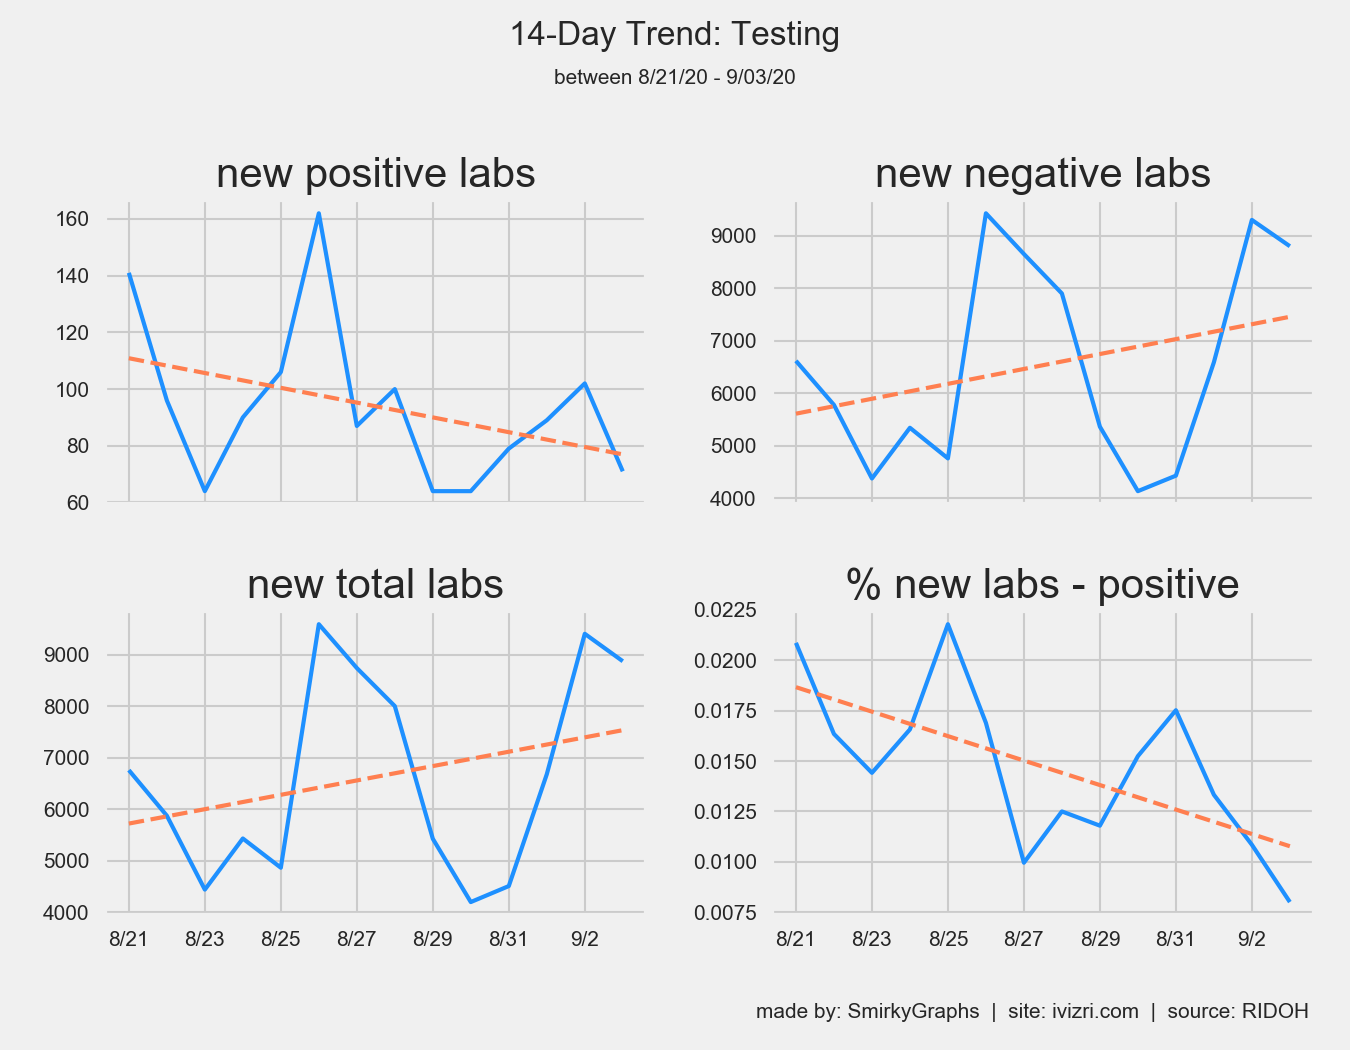 14-Day Trend: Testing
between 8/21/20 - 9/03/20
new positive labs
160
140
120
100
80
60
new negative labs
9000
8000
7000
6000
5000
4000
new total labs
9000
8000
7000
6000
5000
4000
8/21 8/23 8/25 8/27 8/29 8/31 9/2
% new labs - positive
0.0225
0.0200
0.0175
0.0150
0.0125
0.0100
0.0075
8/21 8/23 8/25 8/27 8/29 8/31 9/2
made by: SmirkyGraphs | site: ivizri.com | source: RIDOH